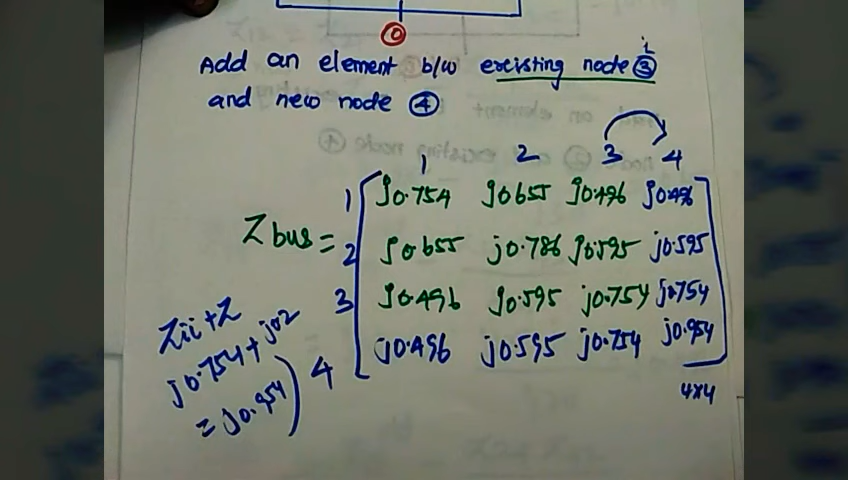 0
Add an element b/w excisting node 3 i
and new node 4
1 2 3 4
1 j0.754 j0.655 j0.496 j0.496
Zbus = 2 j0.655 j0.786 j0.595 j0.595
3 j0.496 j0.595 j0.754 j0.754
4 j0.496 j0.595 j0.754 j0.954
4x4
Zii + Z
j0.754 + j0.2
= j0.954)